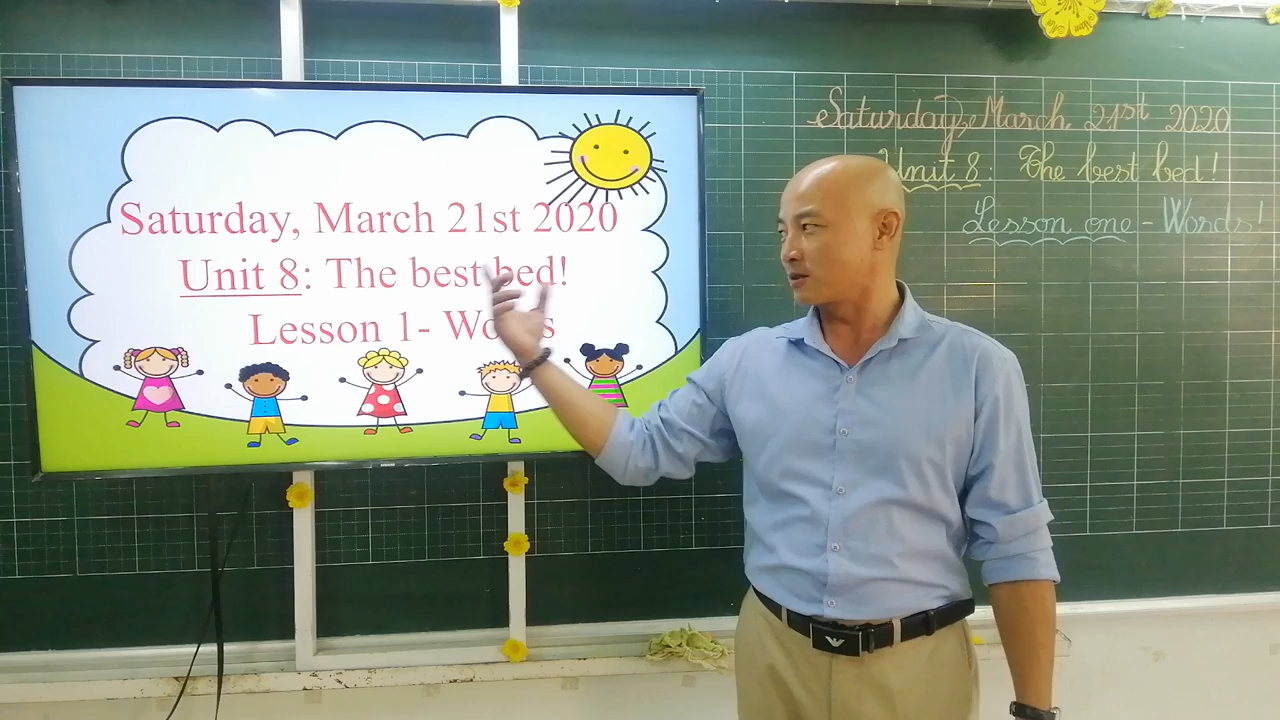 Saturday, March 21st 2020
Unit 8: The best bed!
Lesson 1- Words
Saturday, March 21st 2020
Unit 8: The best bed!
Lesson one - Words!